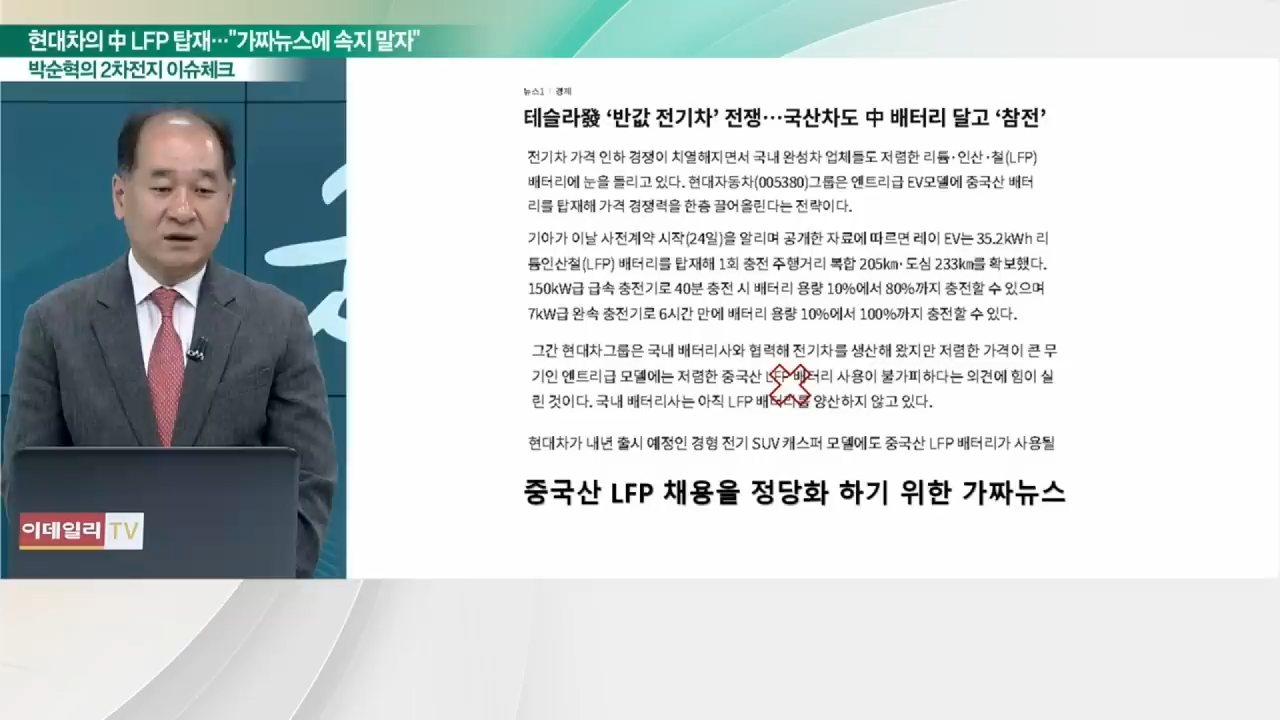 현대차의 中 LFP 탑재…"가짜뉴스에 속지 말자"
박순혁의 2차전지 이슈체크
뉴스1 | 경제
테슬라發 ‘반값 전기차’ 전쟁…국산차도 中 배터리 달고 ‘참전’
전기차 가격 인하 경쟁이 치열해지면서 국내 완성차 업체들도 저렴한 리튬·인산·철(LFP)
배터리에 눈을 돌리고 있다. 현대자동차(005380)그룹은 엔트리급 EV모델에 중국산 배터
리를 탑재해 가격 경쟁력을 한층 끌어올린다는 전략이다.
기아가 이날 사전계약 시작(24일)을 알리며 공개한 자료에 따르면 레이 EV는 35.2kWh 리
튬인산철(LFP) 배터리를 탑재해 1회 충전 주행거리 복합 205㎞·도심 233㎞를 확보했다.
150kW급 급속 충전기로 40분 충전 시 배터리 용량 10%에서 80%까지 충전할 수 있으며
7kW급 완속 충전기로 6시간 만에 배터리 용량 10%에서 100%까지 충전할 수 있다.
그간 현대차그룹은 국내 배터리사와 협력해 전기차를 생산해 왔지만 저렴한 가격이 큰 무
기인 엔트리급 모델에는 저렴한 중국산 LFP 배터리 사용이 불가피하다는 의견에 힘이 실
린 것이다. 국내 배터리사는 아직 LFP 배터리를 양산하지 않고 있다.
현대차가 내년 출시 예정인 경형 전기 SUV 캐스퍼 모델에도 중국산 LFP 배터리가 사용될
중국산 LFP 채용을 정당화 하기 위한 가짜뉴스
이데일리 TV